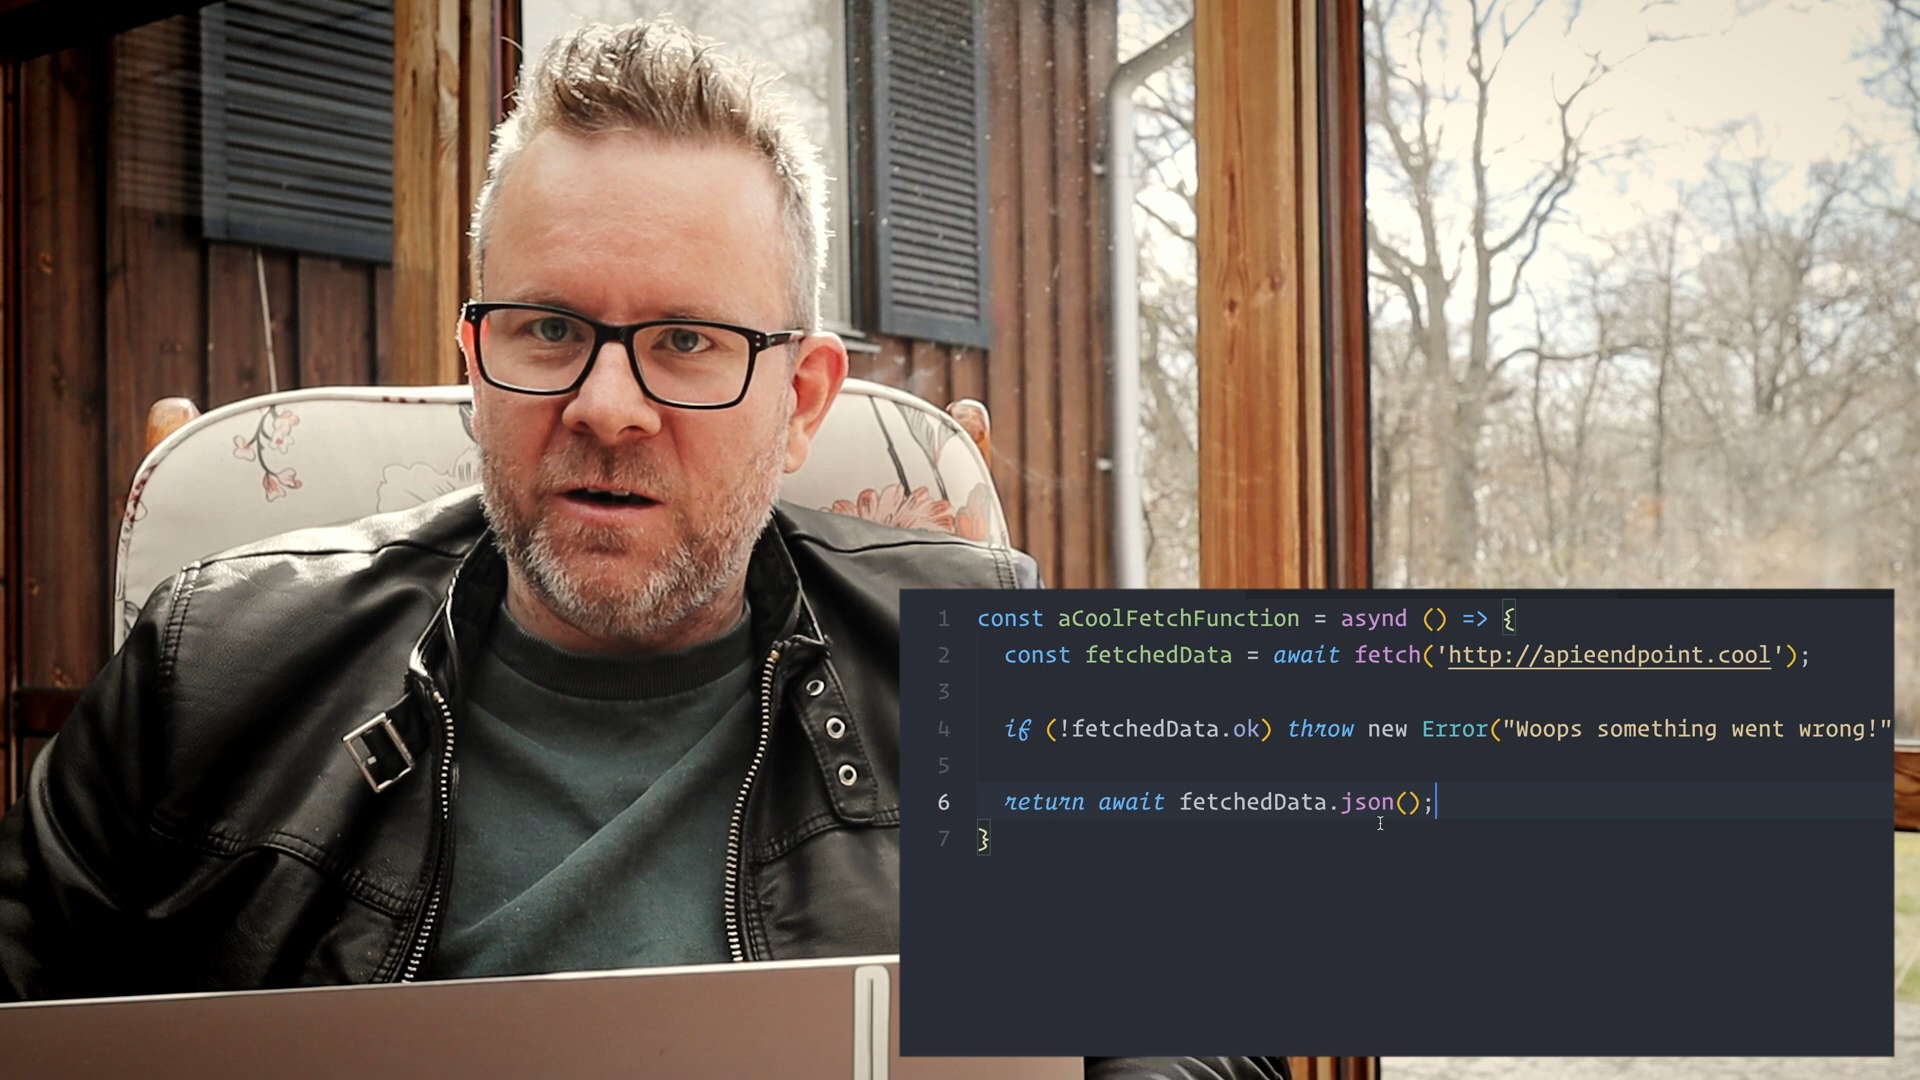 1 const aCoolFetchFunction = asynd () => {
2 const fetchedData = await fetch('http://apieendpoint.cool');
3
4 if (!fetchedData.ok) throw new Error("Woops something went wrong!"
5
6 return await fetchedData.json();
7 }